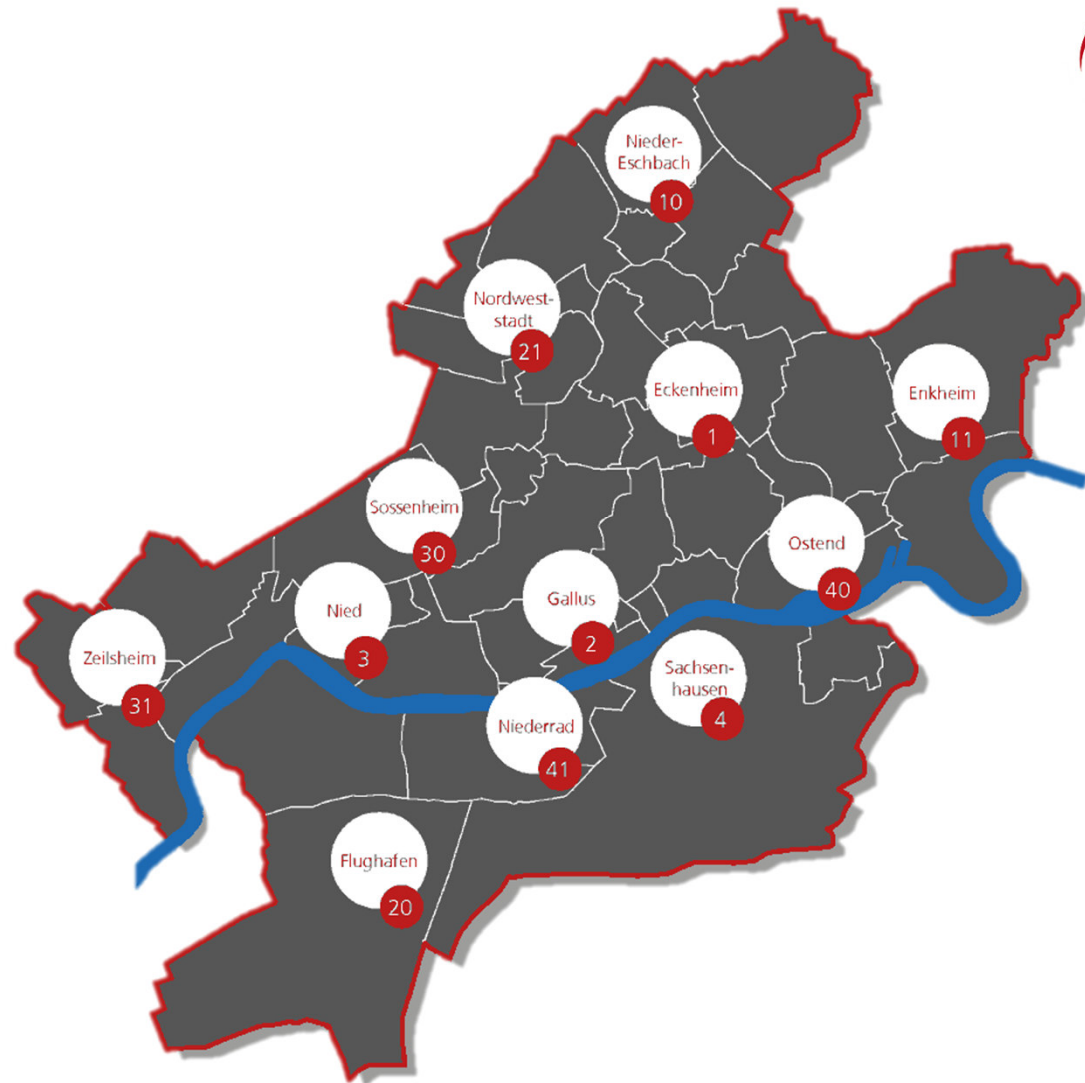 Nieder-
Eschbach
10
Nordwest-
stadt
21
Eckenheim
1
Enkheim
11
Sossenheim
30
Ostend
40
Nied
3
Gallus
2
Zeilsheim
31
Sachsen-
hausen
4
Niederrad
41
Flughafen
20